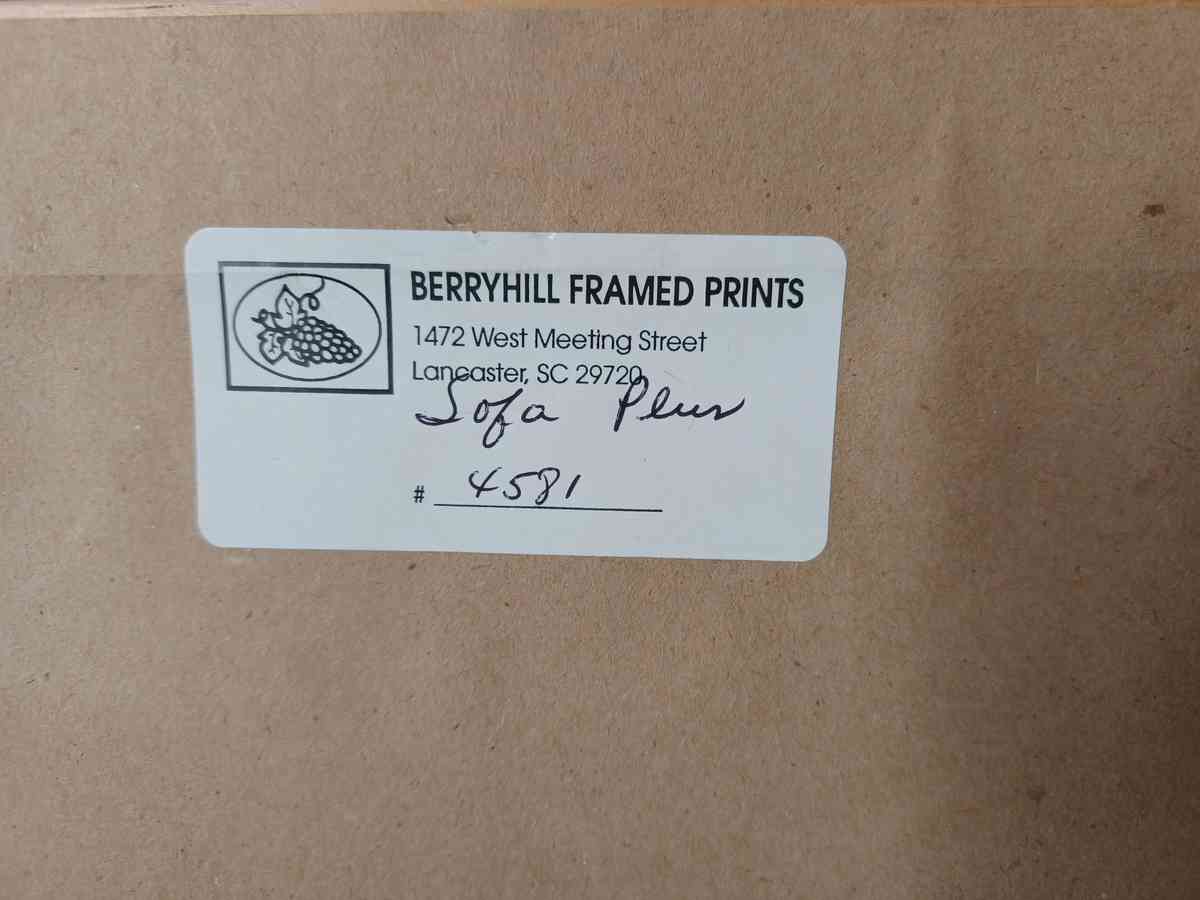 BERRYHILL FRAMED PRINTS
1472 West Meeting Street
Lancaster, SC 29720
Sofa Plus
# 4581